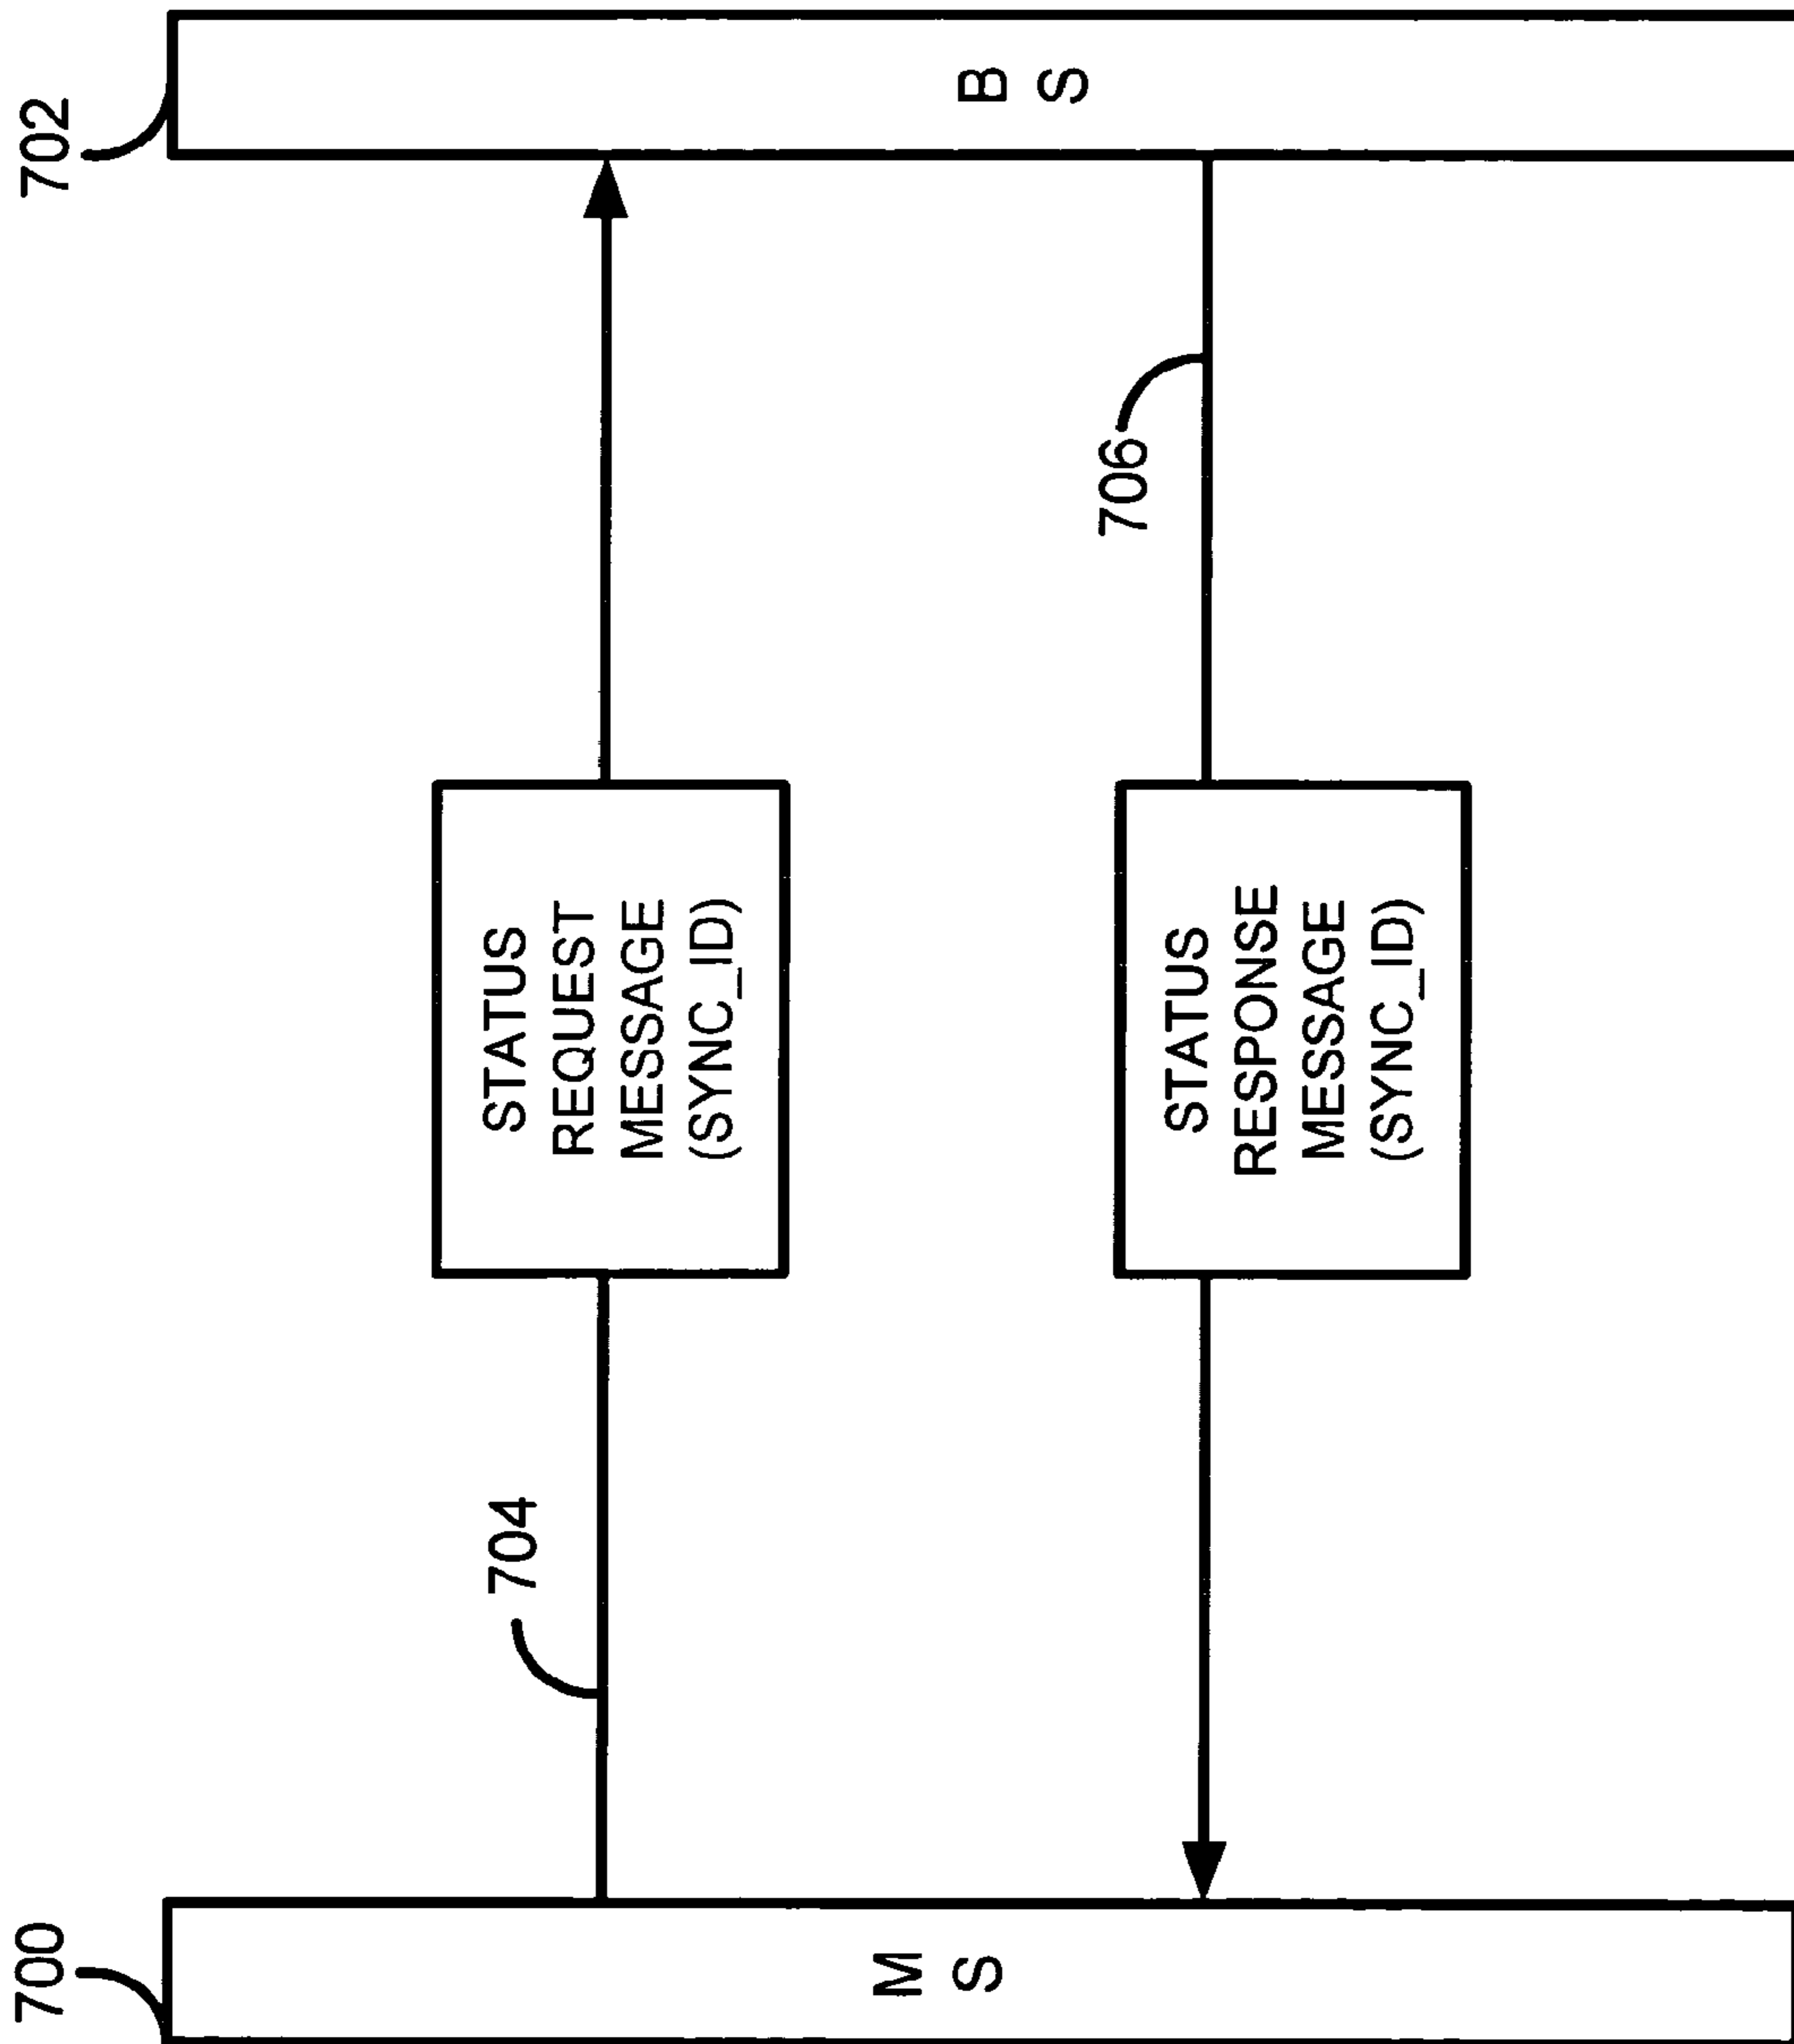 700
702
M
S
B
S
704
STATUS
REQUEST
MESSAGE
(SYNC_ID)
706
STATUS
RESPONSE
MESSAGE
(SYNC_ID)